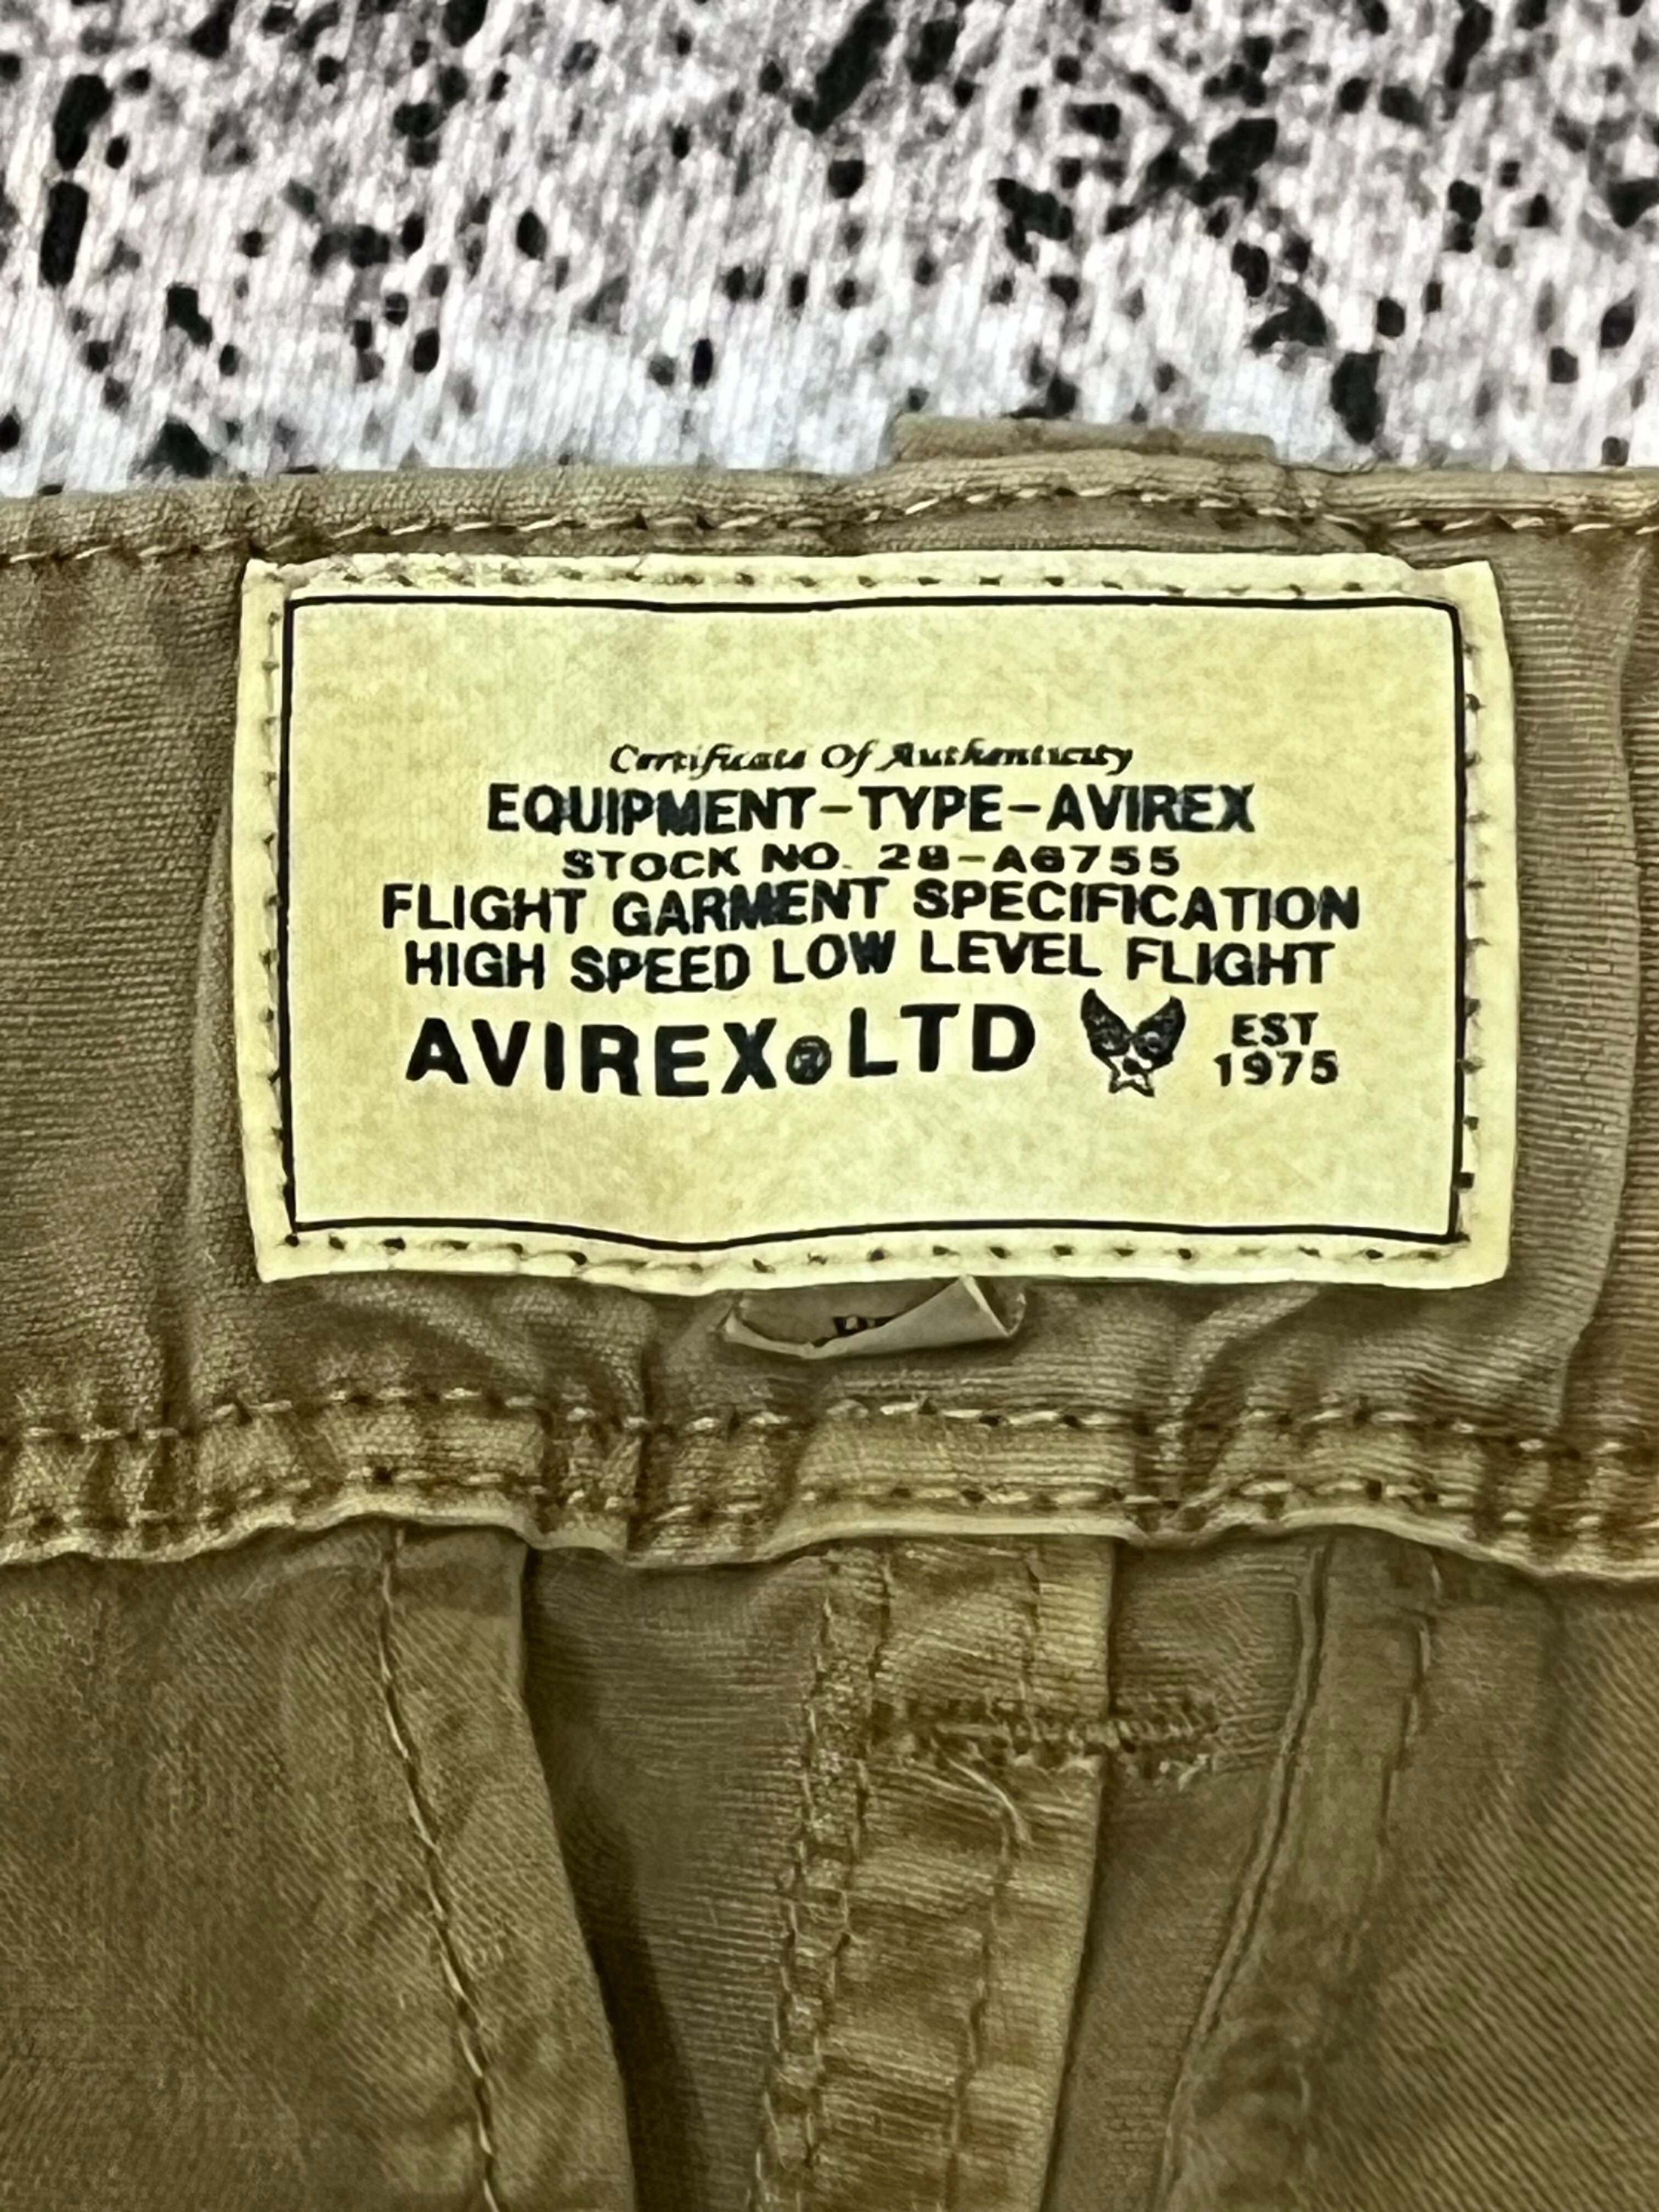 Certificate Of Authenticity
EQUIPMENT-TYPE-AVIREX
STOCK NO. 28-A6755
FLIGHT GARMENT SPECIFICATION
HIGH SPEED LOW LEVEL FLIGHT
AVIREX®LTD EST 1975